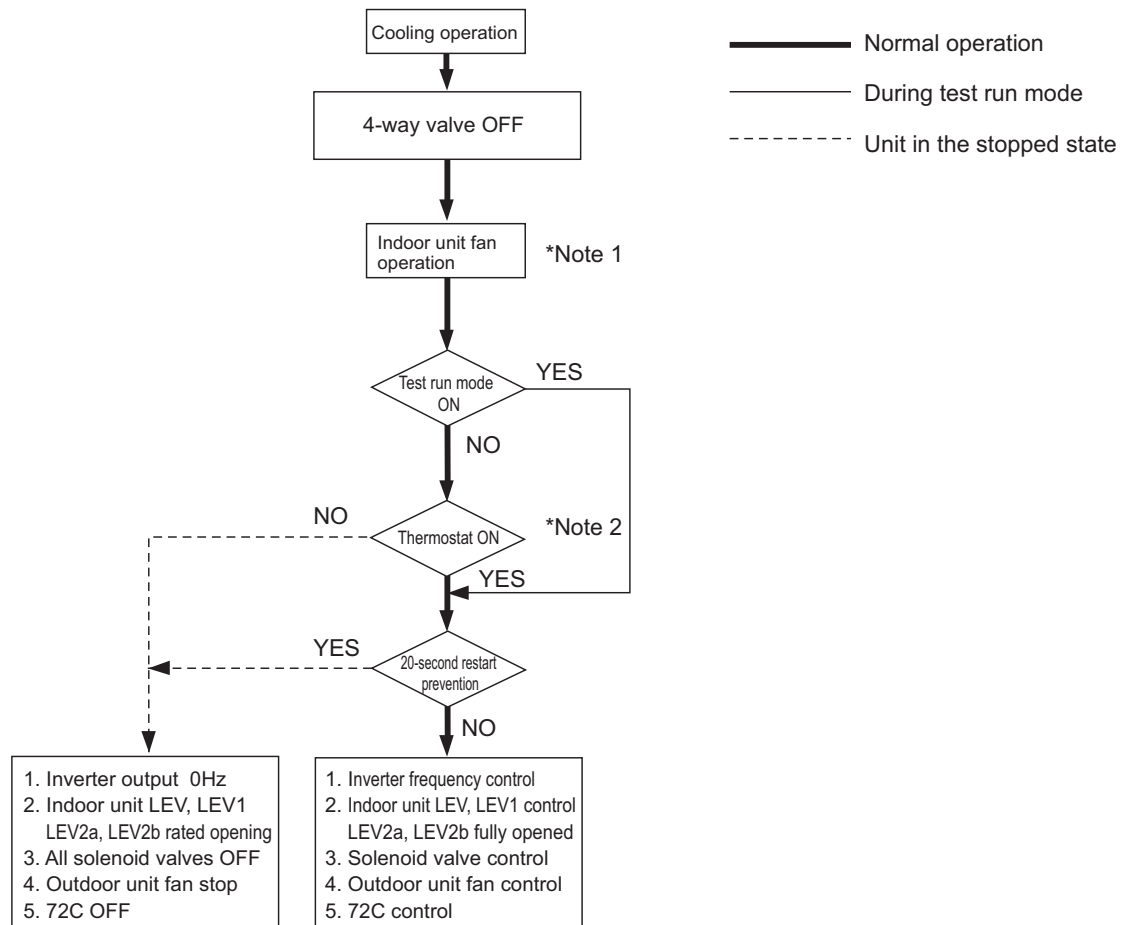 Cooling operation
Normal operation
During test run mode
Unit in the stopped state
4-way valve OFF
Indoor unit fan
operation
*Note 1
Test run mode
ON
YES
NO
NO
Thermostat ON
*Note 2
YES
YES
20-second restart
prevention
NO
1. Inverter output 0Hz
2. Indoor unit LEV, LEV1
LEV2a, LEV2b rated opening
3. All solenoid valves OFF
4. Outdoor unit fan stop
5. 72C OFF
1. Inverter frequency control
2. Indoor unit LEV, LEV1 control
LEV2a, LEV2b fully opened
3. Solenoid valve control
4. Outdoor unit fan control
5. 72C control